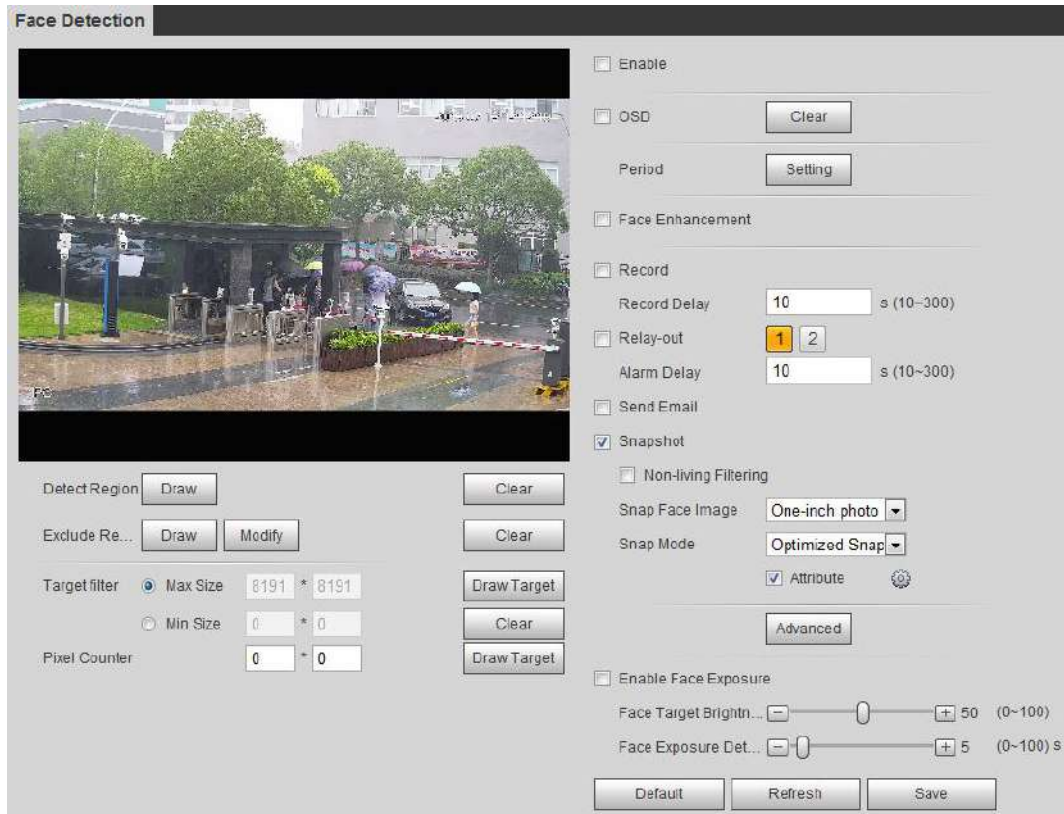 Face Detection
Enable
OSD
Clear
Period
Setting
Face Enhancement
Record
Record Delay
10
s (10~300)
Relay-out
1
2
Alarm Delay
10
s (10~300)
Send Email
Snapshot
Non-living Filtering
Snap Face Image
One-inch photo
Snap Mode
Optimized Snap
Attribute
Advanced
Enable Face Exposure
Face Target Brightn...
50
(0~100)
Face Exposure Det...
5
(0~100) s
Default
Refresh
Save
Detect Region
Draw
Clear
Exclude Re...
Draw
Modify
Clear
Target filter
Max Size
8191 * 8191
Draw Target
Min Size
0 * 0
Clear
Pixel Counter
0 * 0
Draw Target